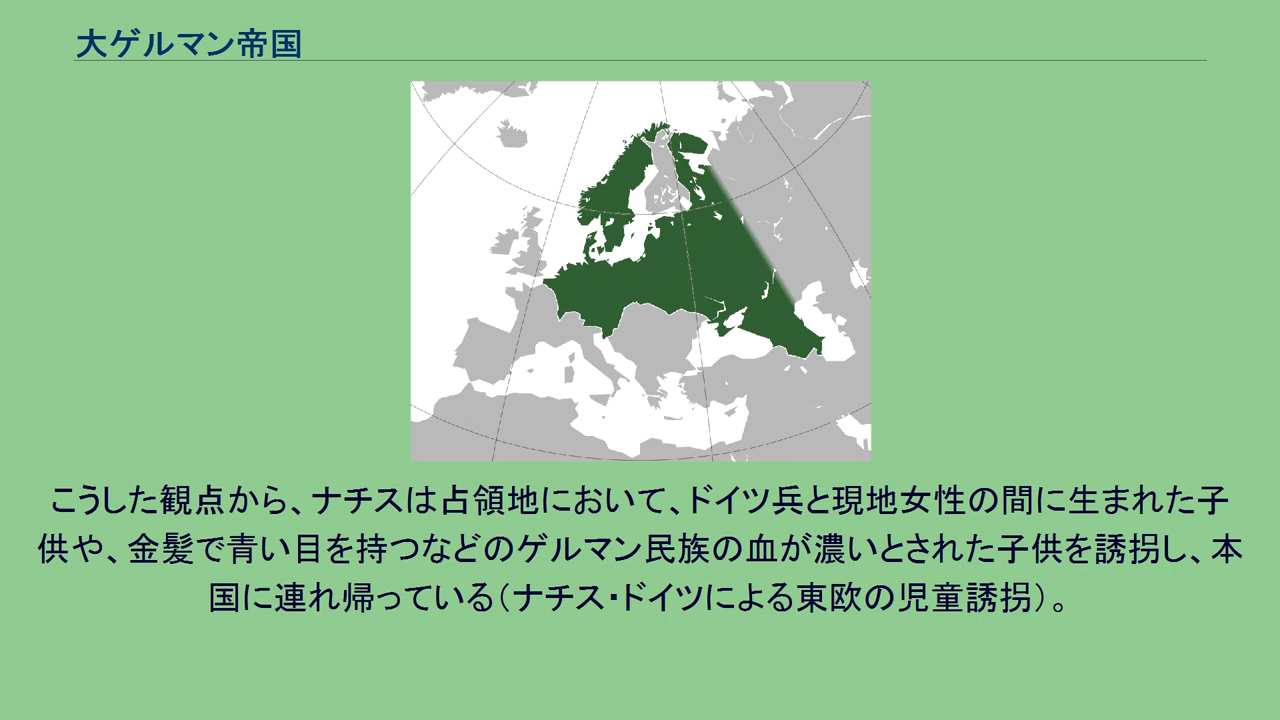 大ゲルマン帝国
こうした観点から、ナチスは占領地において、ドイツ兵と現地女性の間に生まれた子
供や、金髪で青い目を持つなどのゲルマン民族の血が濃いとされた子供を誘拐し、本
国に連れ帰っている(ナチス・ドイツによる東欧の児童誘拐)。